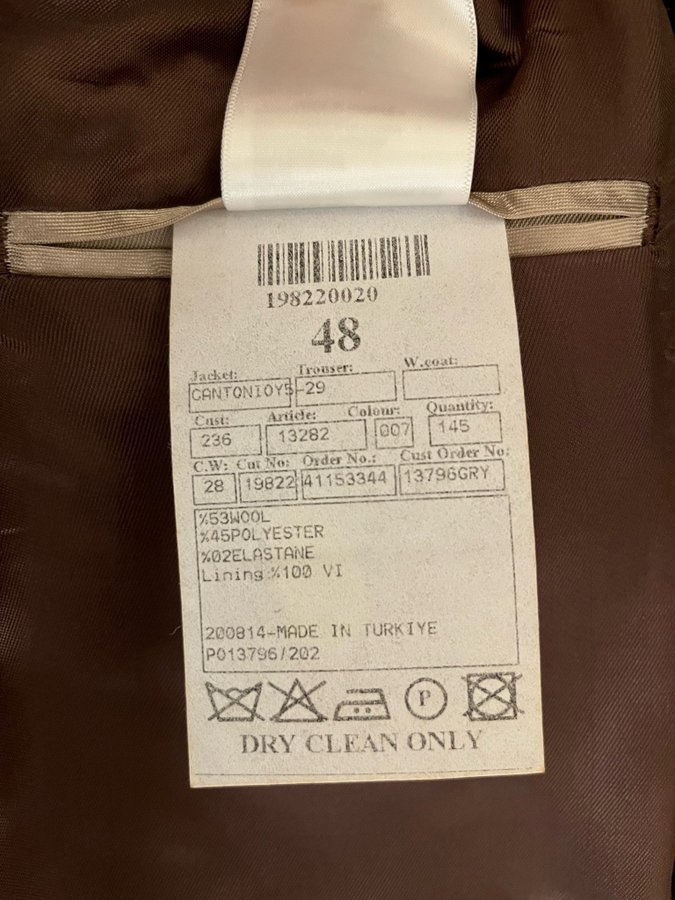 198220020
48
Jacket: Trouser: W.coat:
CANTONIOY5-29
Cust: Article: Colour: Quantity:
236 13282 007 145
C.W: Cut No: Order No.: Cust Order No:
28 19822 41153344 13796GRY
%53WOOL
%45POLYESTER
%02ELASTANE
Lining:%100 VI
200814-MADE IN TURKIYE
PO13796/202
P
DRY CLEAN ONLY